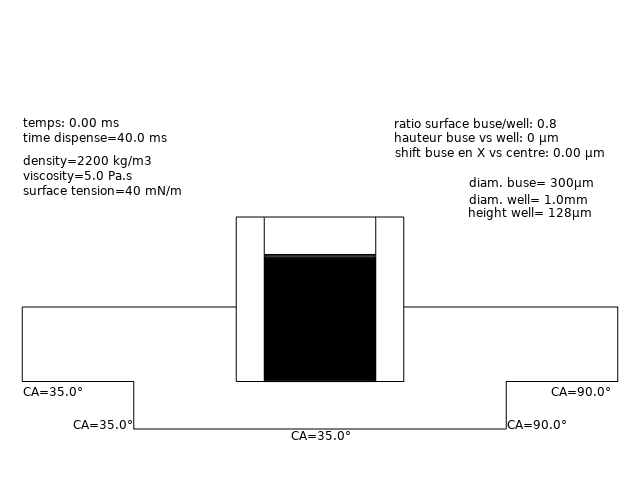 temps: 0.00 ms
time dispense=40.0 ms
density=2200 kg/m3
viscosity=5.0 Pa.s
surface tension=40 mN/m
ratio surface buse/well: 0.8
hauteur buse vs well: 0 µm
shift buse en X vs centre: 0.00 µm
diam. buse= 300µm
diam. well= 1.0mm
height well= 128µm
CA=35.0°
CA=90.0°
CA=35.0°
CA=90.0°
CA=35.0°